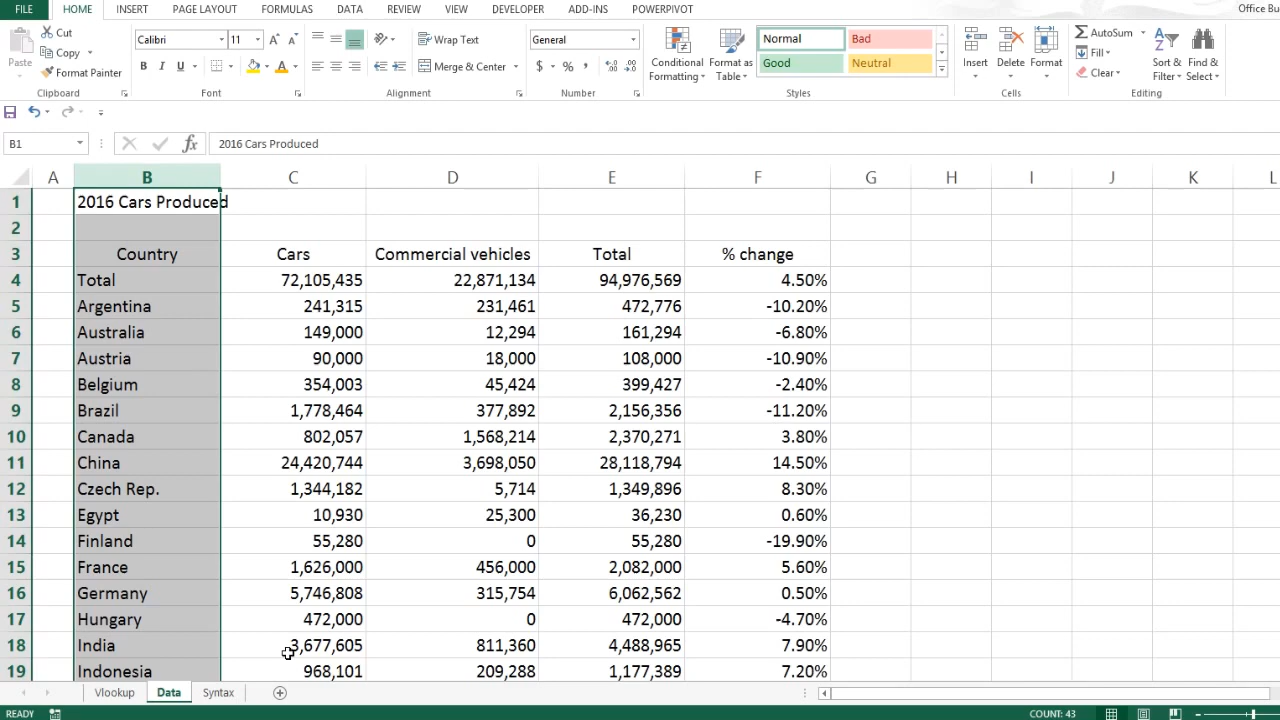 FILE HOME INSERT PAGE LAYOUT FORMULAS DATA REVIEW VIEW DEVELOPER ADD-INS POWERPIVOT Office Bu
Paste Cut Copy Format Painter Clipboard
Calibri 11 B I U A Font
Wrap Text Merge & Center Alignment
General $ % , Number
Conditional Formatting Format as Table Normal Bad Good Neutral Styles
Insert Delete Format Cells
AutoSum Fill Clear Sort & Filter Find & Select Editing
B1 fx 2016 Cars Produced
A B C D E F G H I J K L
1 2016 Cars Produced
2
3 Country Cars Commercial vehicles Total % change
4 Total 72,105,435 22,871,134 94,976,569 4.50%
5 Argentina 241,315 231,461 472,776 -10.20%
6 Australia 149,000 12,294 161,294 -6.80%
7 Austria 90,000 18,000 108,000 -10.90%
8 Belgium 354,003 45,424 399,427 -2.40%
9 Brazil 1,778,464 377,892 2,156,356 -11.20%
10 Canada 802,057 1,568,214 2,370,271 3.80%
11 China 24,420,744 3,698,050 28,118,794 14.50%
12 Czech Rep. 1,344,182 5,714 1,349,896 8.30%
13 Egypt 10,930 25,300 36,230 0.60%
14 Finland 55,280 0 55,280 -19.90%
15 France 1,626,000 456,000 2,082,000 5.60%
16 Germany 5,746,808 315,754 6,062,562 0.50%
17 Hungary 472,000 0 472,000 -4.70%
18 India 3,677,605 811,360 4,488,965 7.90%
19 Indonesia 968,101 209,288 1,177,389 7.20%
Vlookup Data Syntax
READY COUNT: 43